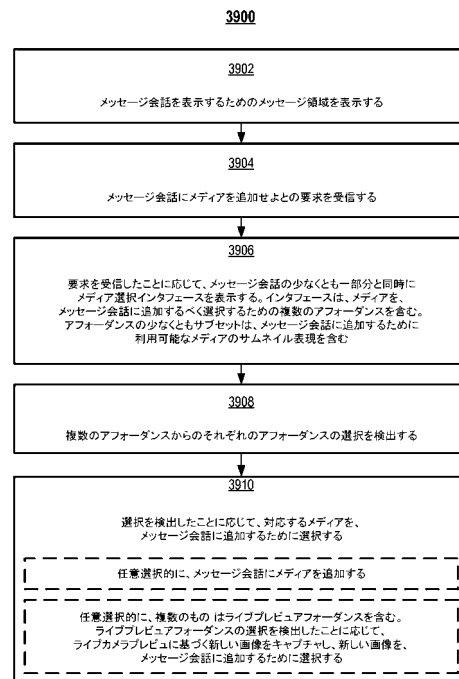 3900
3902
メッセージ会話を表示するためのメッセージ領域を表示する
3904
メッセージ会話にメディアを追加せよとの要求を受信する
3906
要求を受信したことに応じて、メッセージ会話の少なくとも一部分と同時に
メディア選択インタフェースを表示する。インタフェースは、メディアを、
メッセージ会話に追加するべく選択するための複数のアフォーダンスを含む。
アフォーダンスの少なくともサブセットは、メッセージ会話に追加するために
利用可能なメディアのサムネイル表現を含む
3908
複数のアフォーダンスからのそれぞれのアフォーダンスの選択を検出する
3910
選択を検出したことに応じて、対応するメディアを、
メッセージ会話に追加するために選択する
任意選択的に、メッセージ会話にメディアを追加する
任意選択的に、複数のものはライブプレビュアフォーダンスを含む。
ライブプレビュアフォーダンスの選択を検出したことに応じて、
ライブカメラプレビュに基づく新しい画像をキャプチャし、新しい画像を、
メッセージ会話に追加するために選択する